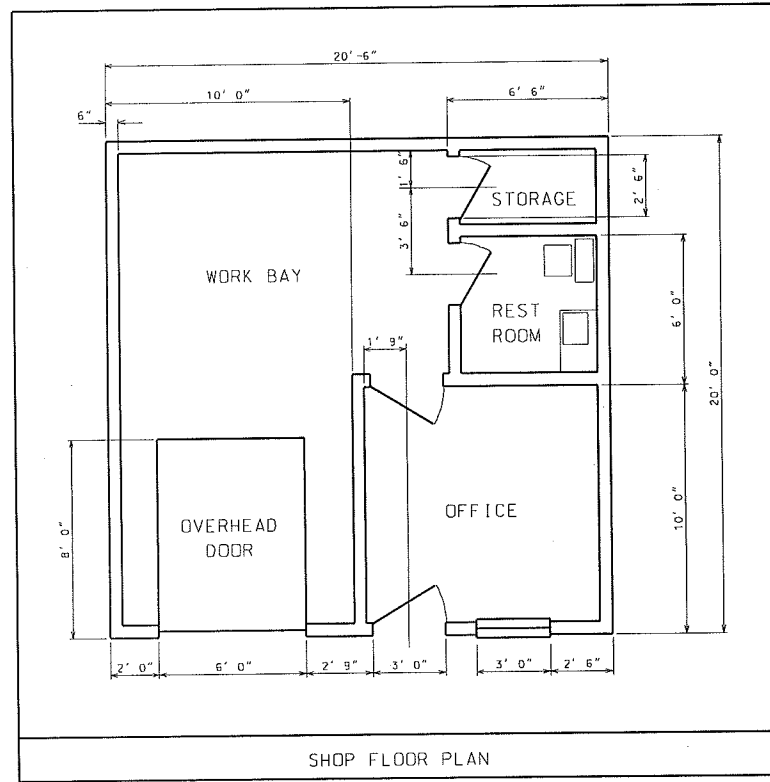 20'-6"
10' 0"
6' 6"
6"
1' 6"
2' 6"
STORAGE
3' 6"
WORK BAY
REST
ROOM
6' 0"
20' 0"
1' 9"
OVERHEAD
DOOR
OFFICE
8' 0"
10' 0"
2' 0"
6' 0"
2' 9"
3' 0"
3' 0"
2' 6"
SHOP FLOOR PLAN